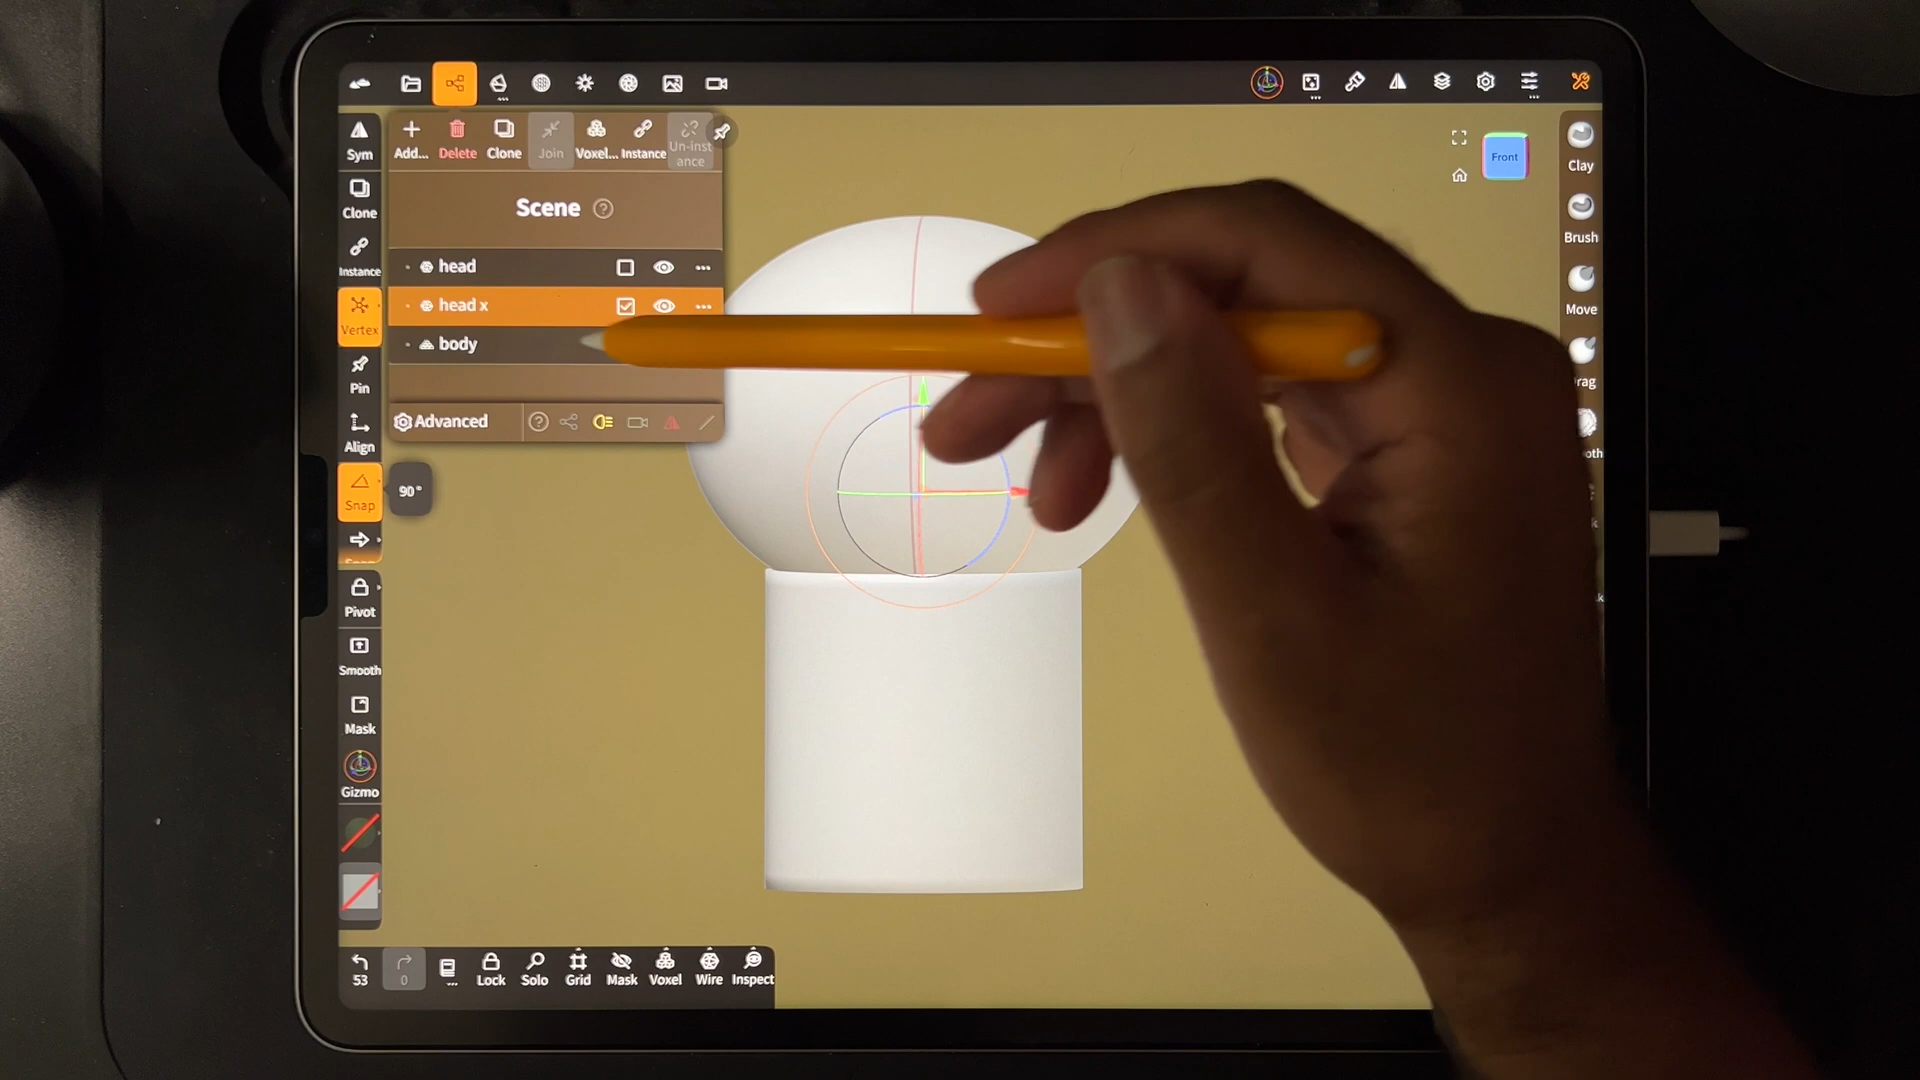 Sym
Clone
Instance
Vertex
Pin
Align
Snap
Pivot
Smooth
Mask
Gizmo
Add...
Delete
Clone
Join
Voxel...
Instance
Un-inst
ance
Scene ?
head
head x
body
Advanced ?
90°
Front
Clay
Brush
Move
rag
oth
53
0
...
Lock
Solo
Grid
Mask
Voxel
Wire
Inspect